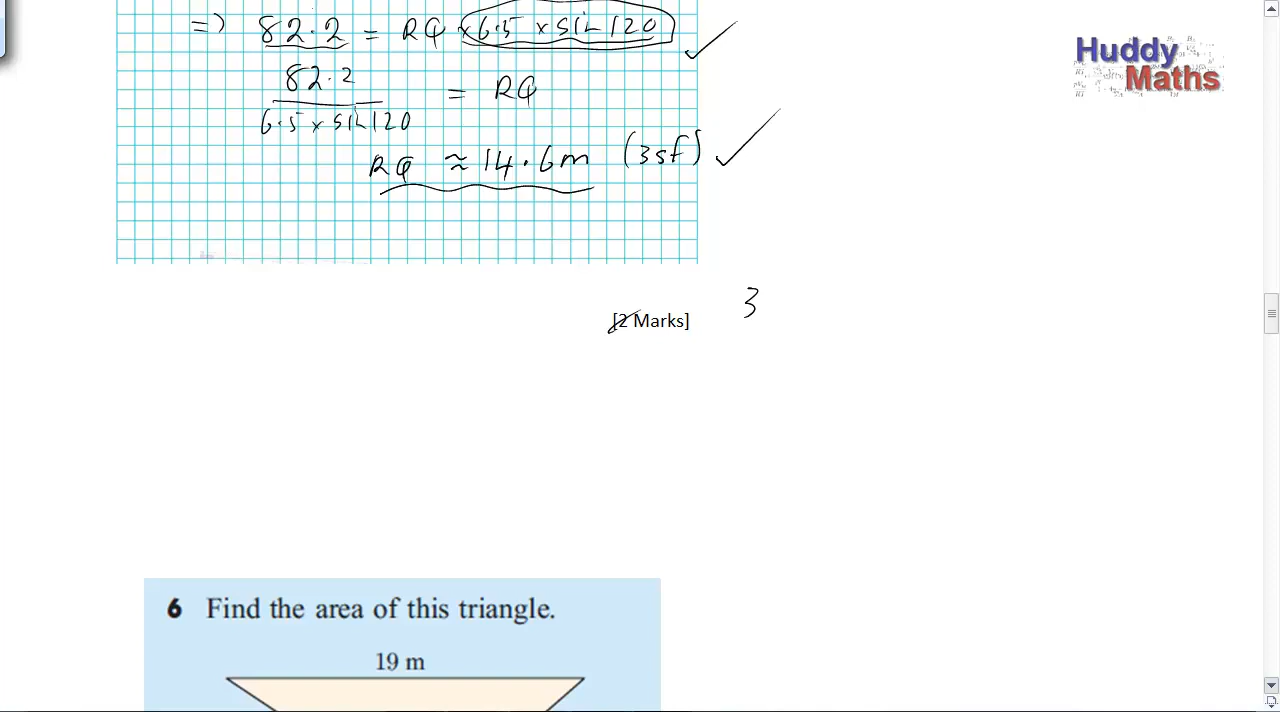 => 82.2 = RQ × 6.5 × sin 120
82.2
6.5 × sin 120
= RQ
RQ ≈ 14.6m (3sf)
[2 Marks] 3
6 Find the area of this triangle.
19 m
Huddy
Maths